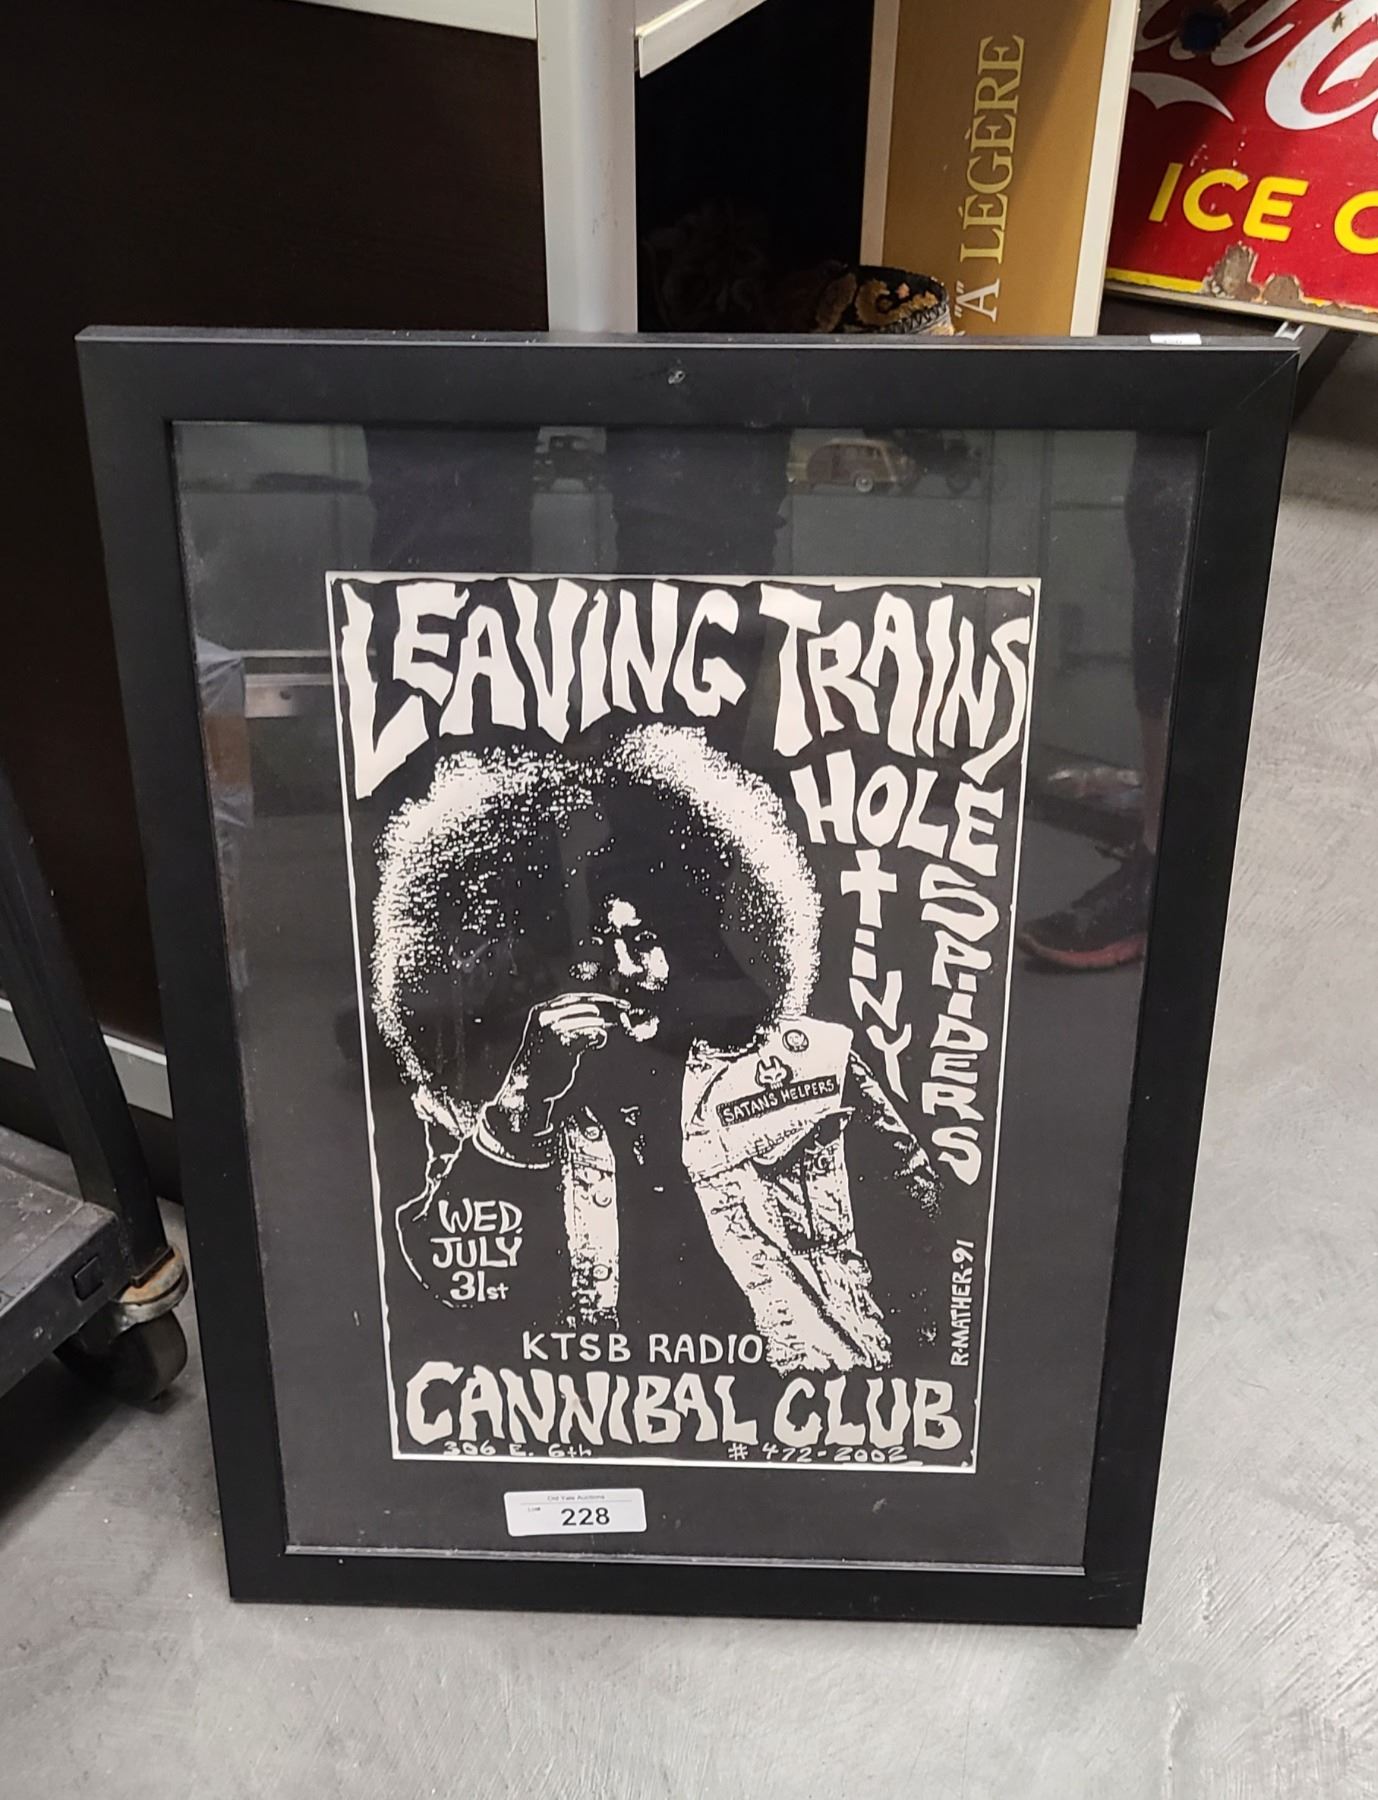 "A" LÉGÈRE
ICE
LEAVING TRAINS
HOLE
TINY
SPIDERS
SATANS HELPERS
WED.
JULY
31st
R.MATHER-91
KTSB RADIO
CANNIBAL CLUB
306 E. 6th # 472-2002
Old Yale Auctions
Lot#
228